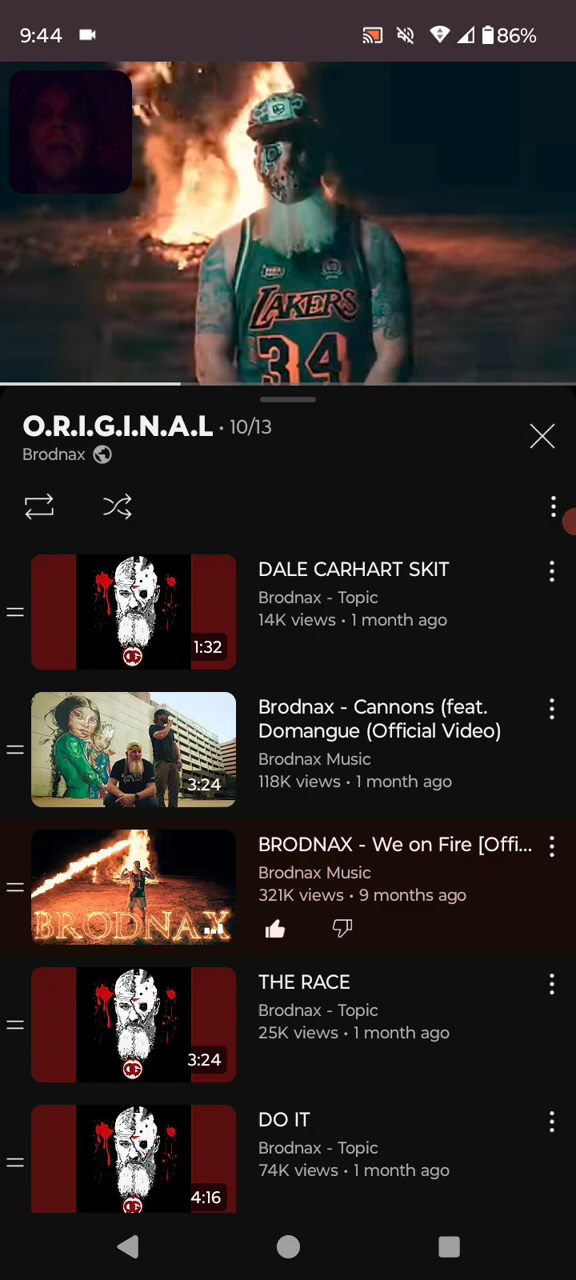 9:44
86%
LAKERS
34
O.R.I.G.I.N.A.L · 10/13
Brodnax
DALE CARHART SKIT
Brodnax - Topic
14K views • 1 month ago
1:32
Brodnax - Cannons (feat.
Domangue (Official Video)
Brodnax Music
118K views • 1 month ago
3:24
BRODNAX - We on Fire [Offi...
Brodnax Music
321K views • 9 months ago
BRODNAX
THE RACE
Brodnax - Topic
25K views • 1 month ago
3:24
DO IT
Brodnax - Topic
74K views • 1 month ago
4:16